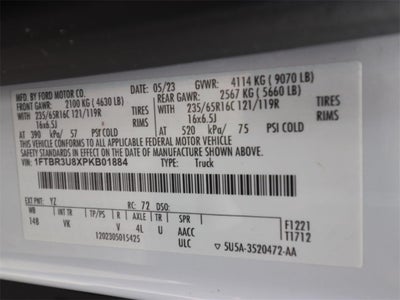 MFD. BY FORD MOTOR CO.
05/23 GVWR: 4114 KG ( 9070 LB)
FRONT GAWR: 2100 KG ( 4630 LB) REAR GAWR: 2567 KG ( 5660 LB)
WITH 235/65R16C 121/119R TIRES WITH 235/65R16C 121/119R TIRES
16x6.5J RIMS 16x6.5J RIMS
AT 390 kPa/ 57 PSI COLD AT 520 kPa/ 75 PSI COLD
THIS VEHICLE CONFORMS TO ALL APPLICABLE FEDERAL MOTOR VEHICLE
SAFETY STANDARDS IN EFFECT ON THE DATE OF MANUFACTURE SHOWN ABOVE.
VIN: 1FTBR3U8XPKB01884 TYPE: Truck
EXT PNT: YZ RC: 72 DSO:
WB INT TR TP/PS R AXLE TR SPR
148 VK V 4L U AACC
ULC
F1221
T1712
1202305015425
5U5A-3520472-AA